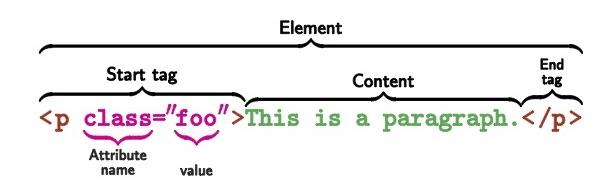 Element
Start tag
Content
End
tag
<p class="foo">This is a paragraph.</p>
Attribute
name
value